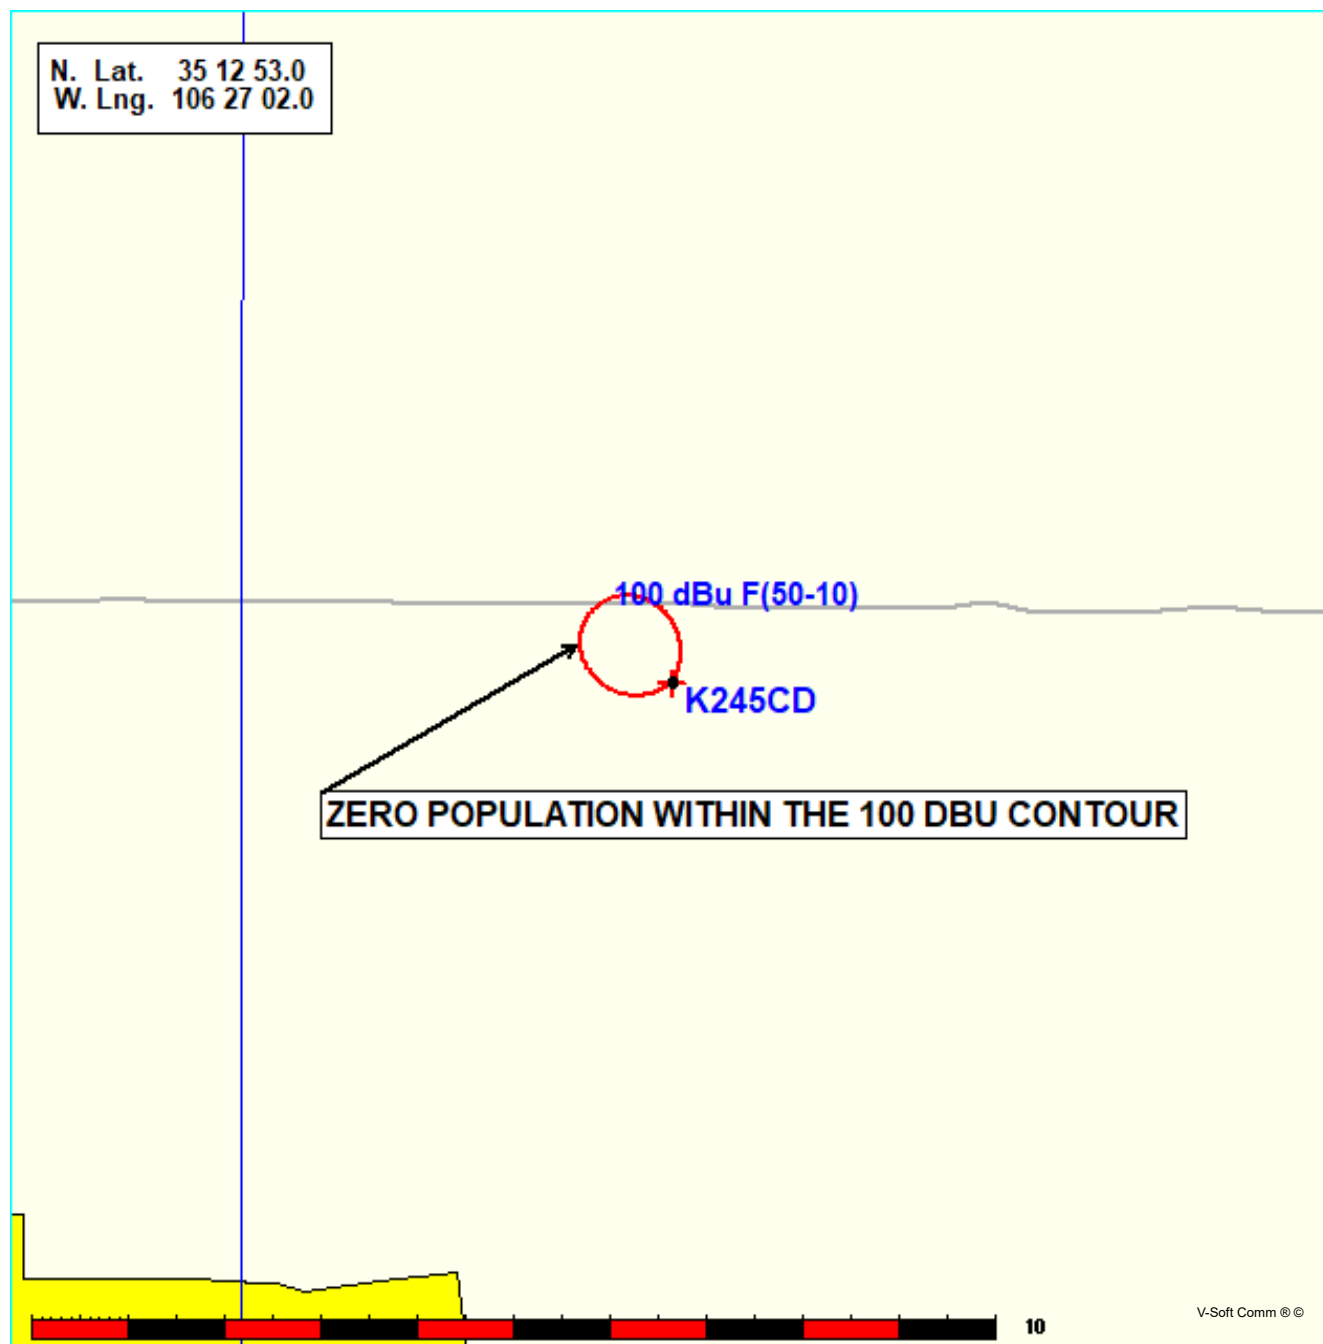 N. Lat. 35 12 53.0
W. Lng. 106 27 02.0
100 dBu F(50-10)
K245CD
ZERO POPULATION WITHIN THE 100 DBU CONTOUR
V-Soft Comm ® ©
10